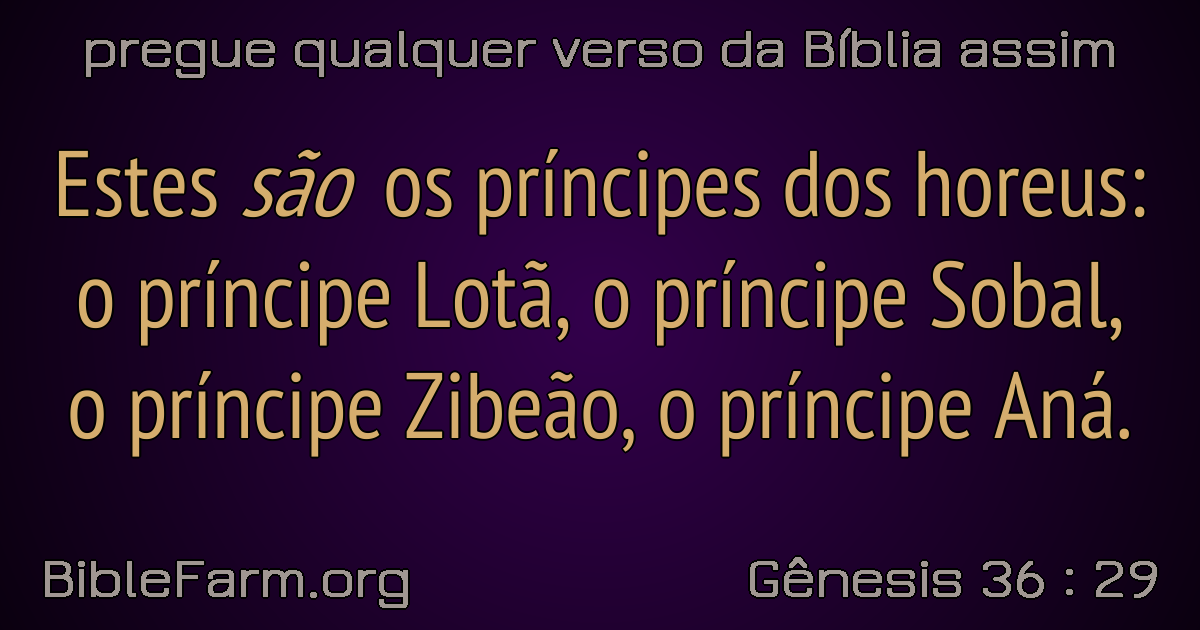 pregue qualquer verso da Bíblia assim
Estes são os príncipes dos horeus:
o príncipe Lotã, o príncipe Sobal,
o príncipe Zibeão, o príncipe Aná.
BibleFarm.org
Gênesis 36 : 29